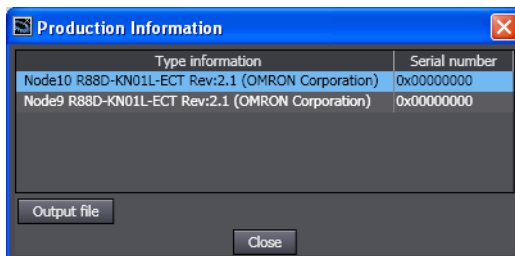 Production Information
Type information Serial number
Node10 R88D-KN01L-ECT Rev:2.1 (OMRON Corporation) 0x00000000
Node9 R88D-KN01L-ECT Rev:2.1 (OMRON Corporation) 0x00000000
Output file
Close